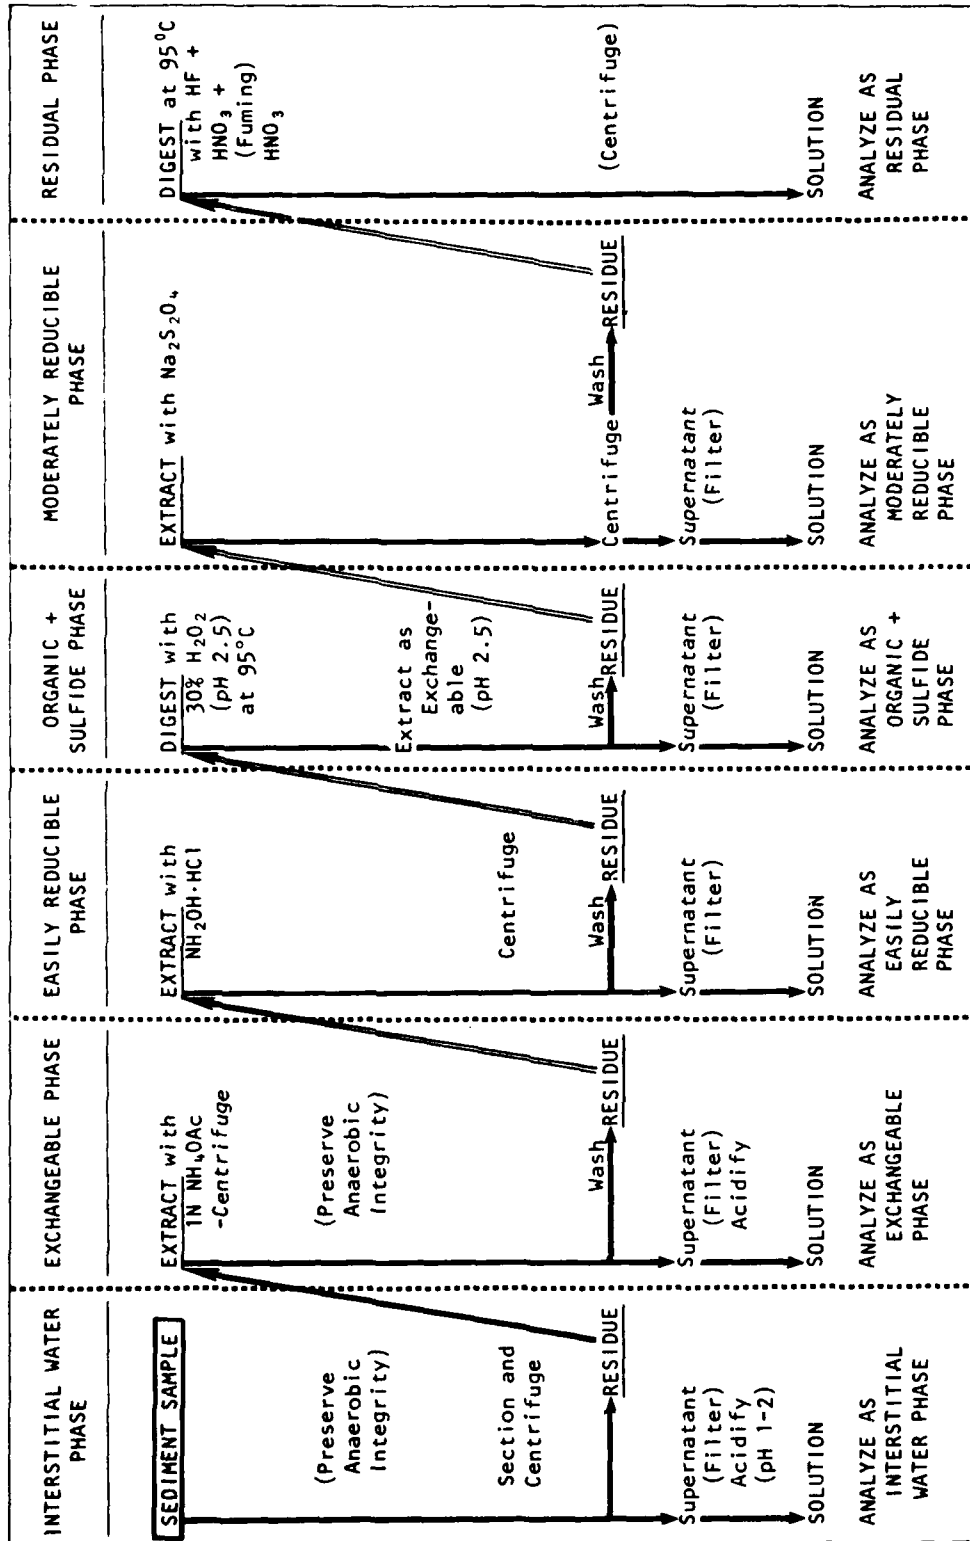 INTERSTITIAL WATER
PHASE
SEDIMENT SAMPLE
(Preserve
Anaerobic
Integrity)
Section and
Centrifuge
RESIDUE
Supernatant
(Filter)
Acidify
(pH 1-2)
SOLUTION
ANALYZE AS
INTERSTITIAL
WATER PHASE
EXCHANGEABLE PHASE
EXTRACT with
1N NH₄OAc
-Centrifuge
(Preserve
Anaerobic
Integrity)
Wash
RESIDUE
Supernatant
(Filter)
Acidify
SOLUTION
ANALYZE AS
EXCHANGEABLE
PHASE
EASILY REDUCIBLE
PHASE
EXTRACT with
NH₂OH·HCl
Centrifuge
Wash
RESIDUE
Supernatant
(Filter)
SOLUTION
ANALYZE AS
EASILY
REDUCIBLE
PHASE
ORGANIC +
SULFIDE PHASE
DIGEST with
30% H₂O₂
(pH 2.5)
at 95°C
Extract as
Exchange-
able
(pH 2.5)
Wash
RESIDUE
Supernatant
(Filter)
SOLUTION
ANALYZE AS
ORGANIC +
SULFIDE
PHASE
MODERATELY REDUCIBLE
PHASE
EXTRACT with Na₂S₂O₄
Centrifuge
Wash
RESIDUE
Supernatant
(Filter)
SOLUTION
ANALYZE AS
MODERATELY
REDUCIBLE
PHASE
RESIDUAL PHASE
DIGEST at 95°C
with HF +
HNO₃ +
(Fuming)
HNO₃
(Centrifuge)
SOLUTION
ANALYZE AS
RESIDUAL
PHASE